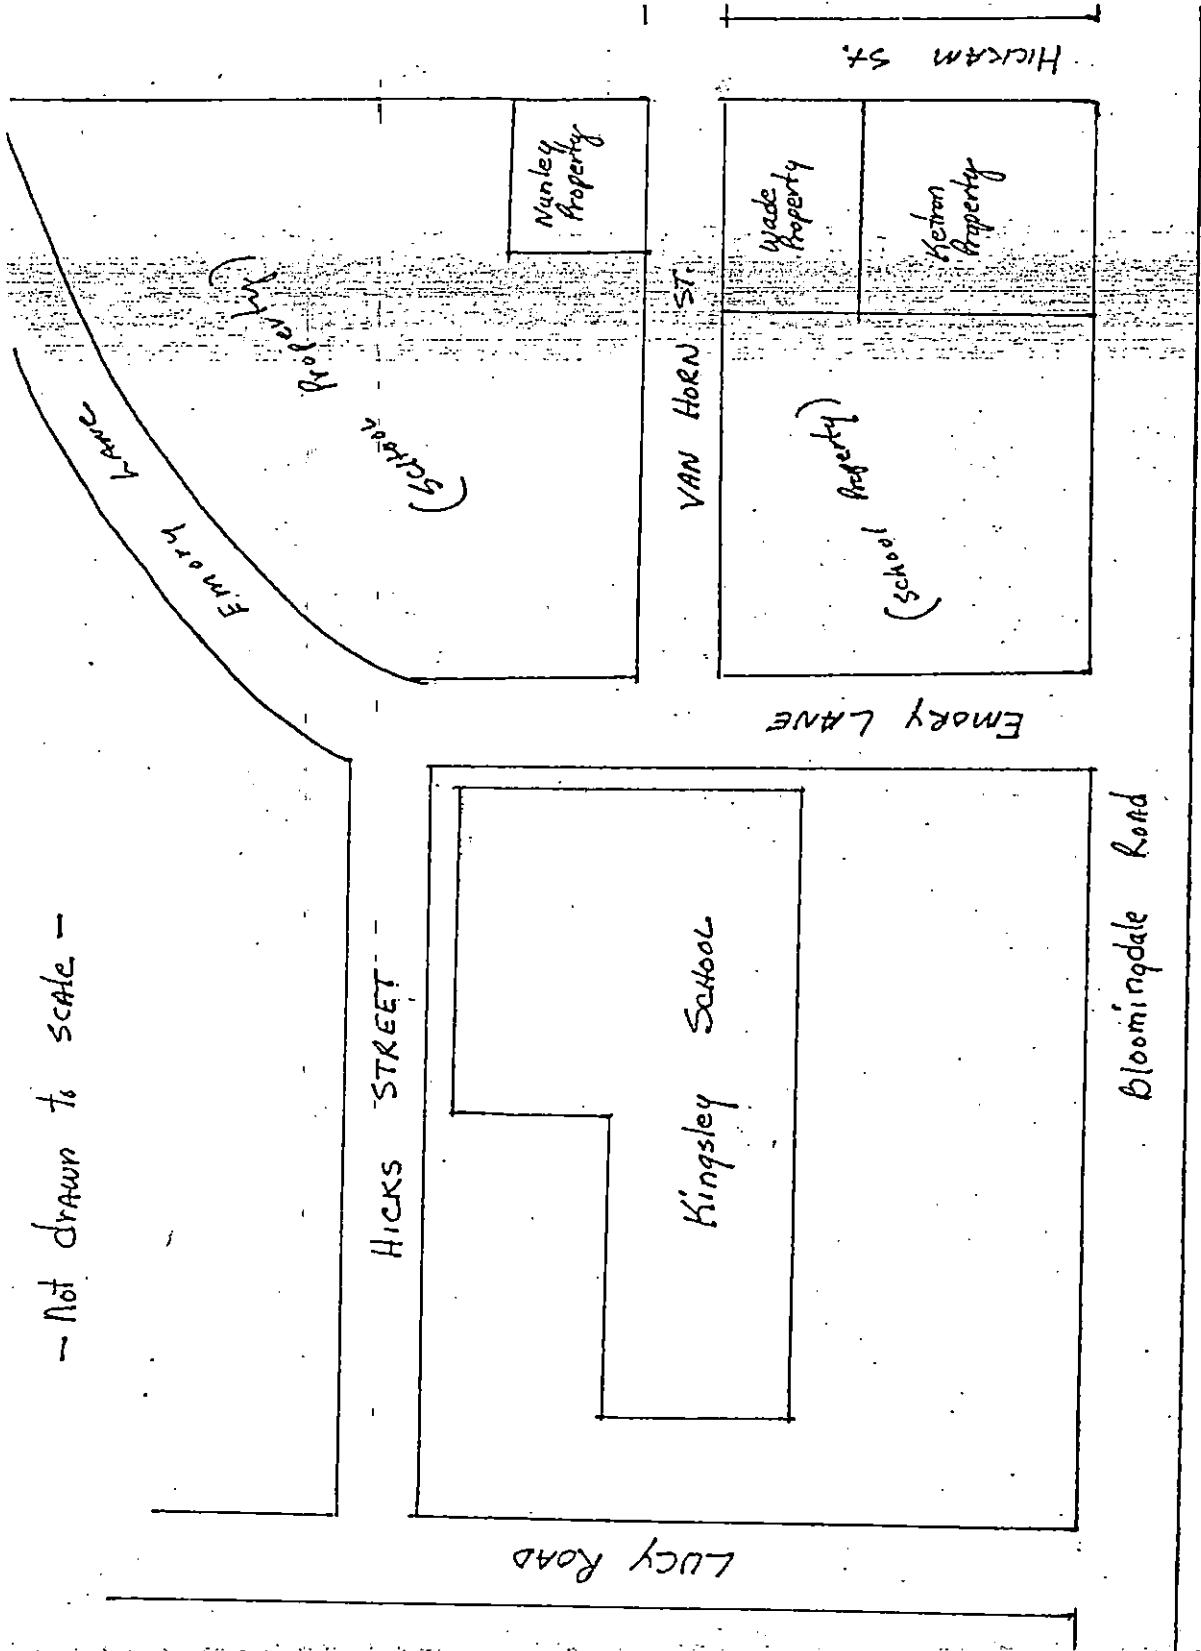 - Not drawn to scale -
Emory Lane
(School Property)
Nunley
Property
HICKAM St.
HICKS STREET
VAN HORN ST.
Wade
Property
Ketron
Property
(School Property)
Kingsley School
EMORY LANE
LUCY ROAD
Bloomingdale Road